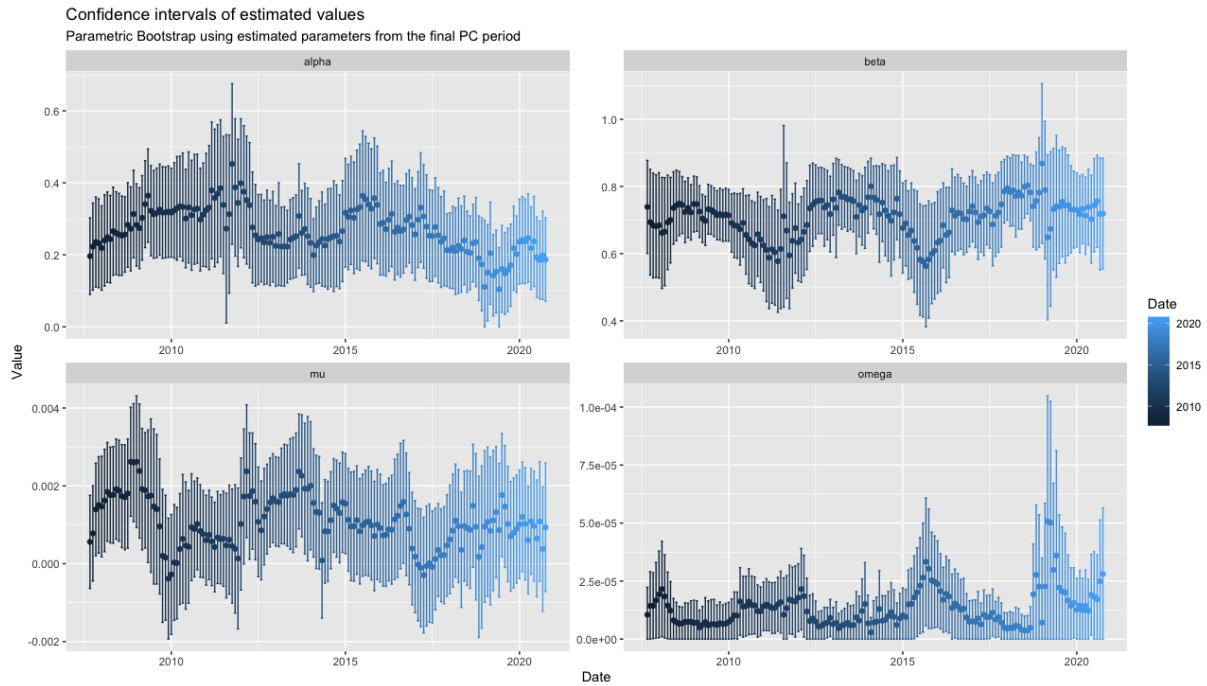 Confidence intervals of estimated values
Parametric Bootstrap using estimated parameters from the final PC period
alpha
beta
0.6
0.4
0.2
0.0
1.0
0.8
0.6
0.4
2010
2015
2020
2010
2015
2020
Value
mu
omega
0.004
0.002
0.000
-0.002
1.0e-04
7.5e-05
5.0e-05
2.5e-05
0.0e+00
2010
2015
2020
2010
2015
2020
Date
Date
2020
2015
2010